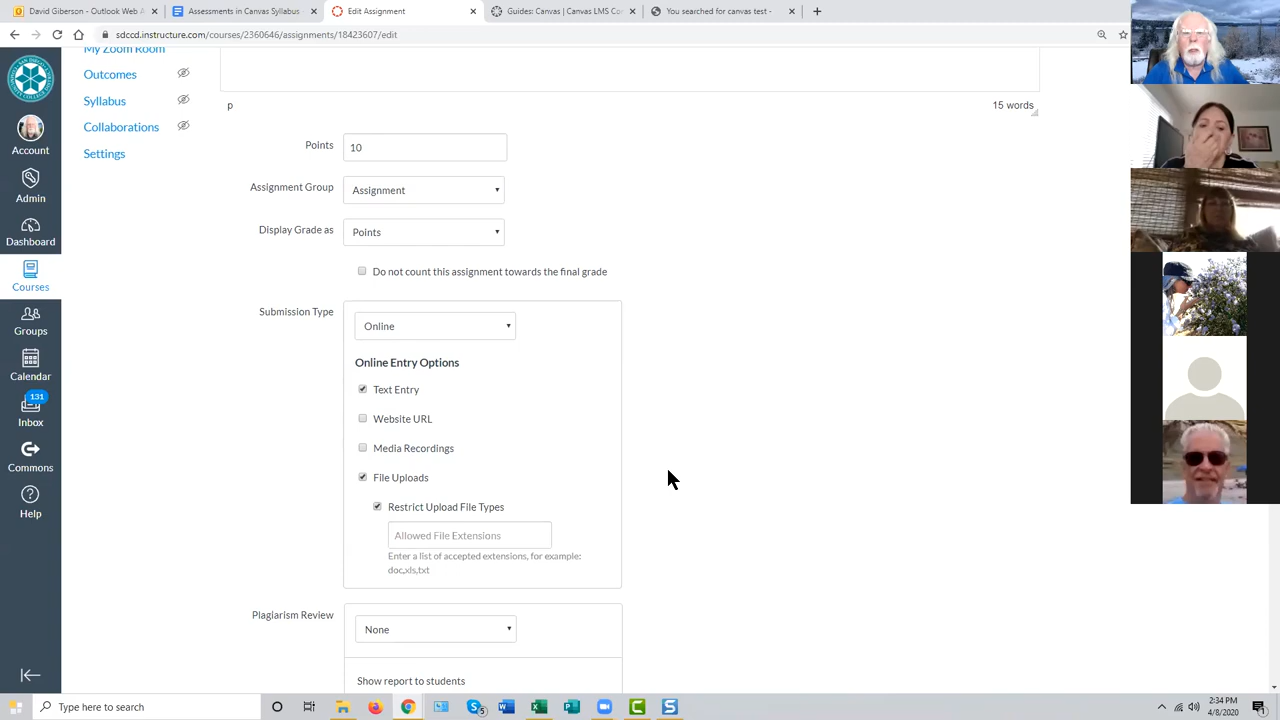 David Giberson - Outlook Web A
Assessments in Canvas Syllabus
Edit Assignment
Guides: Canvas | Canvas LMS Co
You searched for canvas test -
sdccd.instructure.com/courses/2360646/assignments/18423607/edit
My Zoom Room
Outcomes
Syllabus
Collaborations
Settings
Account
Admin
Dashboard
Courses
Groups
Calendar
131
Inbox
Commons
Help
p
15 words
Points
10
Assignment Group
Assignment
Display Grade as
Points
Do not count this assignment towards the final grade
Submission Type
Online
Online Entry Options
Text Entry
Website URL
Media Recordings
File Uploads
Restrict Upload File Types
Allowed File Extensions
Enter a list of accepted extensions, for example:
doc,xls,txt
Plagiarism Review
None
Show report to students
Type here to search
5
2:34 PM
4/8/2020
1